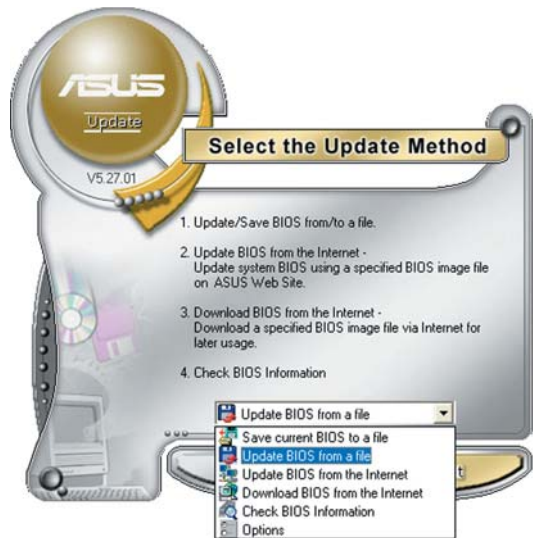 ASUS
Update
V5.27.01
Select the Update Method
1. Update/Save BIOS from/to a file.
2. Update BIOS from the Internet -
Update system BIOS using a specified BIOS image file
on ASUS Web Site.
3. Download BIOS from the Internet -
Download a specified BIOS image file via Internet for
later usage.
4. Check BIOS Information
Update BIOS from a file
Save current BIOS to a file
Update BIOS from a file
Update BIOS from the Internet
Download BIOS from the Internet
Check BIOS Information
Options